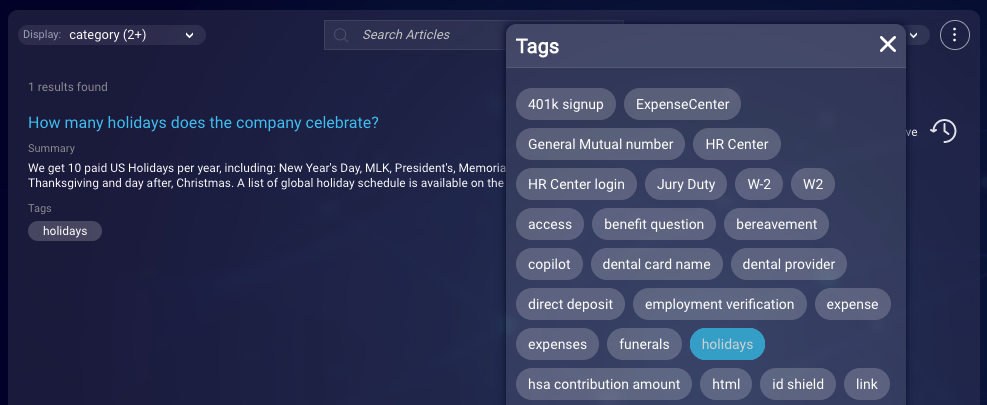 Display: category (2+)
Search Articles
1 results found
How many holidays does the company celebrate?
Summary
We get 10 paid US Holidays per year, including: New Year's Day, MLK, President's,
Thanksgiving and day after, Christmas. A list of global holiday schedule is available on the
Tags
holidays
Tags
401k signup ExpenseCenter
General Mutual number HR Center
HR Center login Jury Duty W-2 W2
access benefit question bereavement
copilot dental card name dental provider
direct deposit employment verification expense
expenses funerals holidays
hsa contribution amount html id shield link